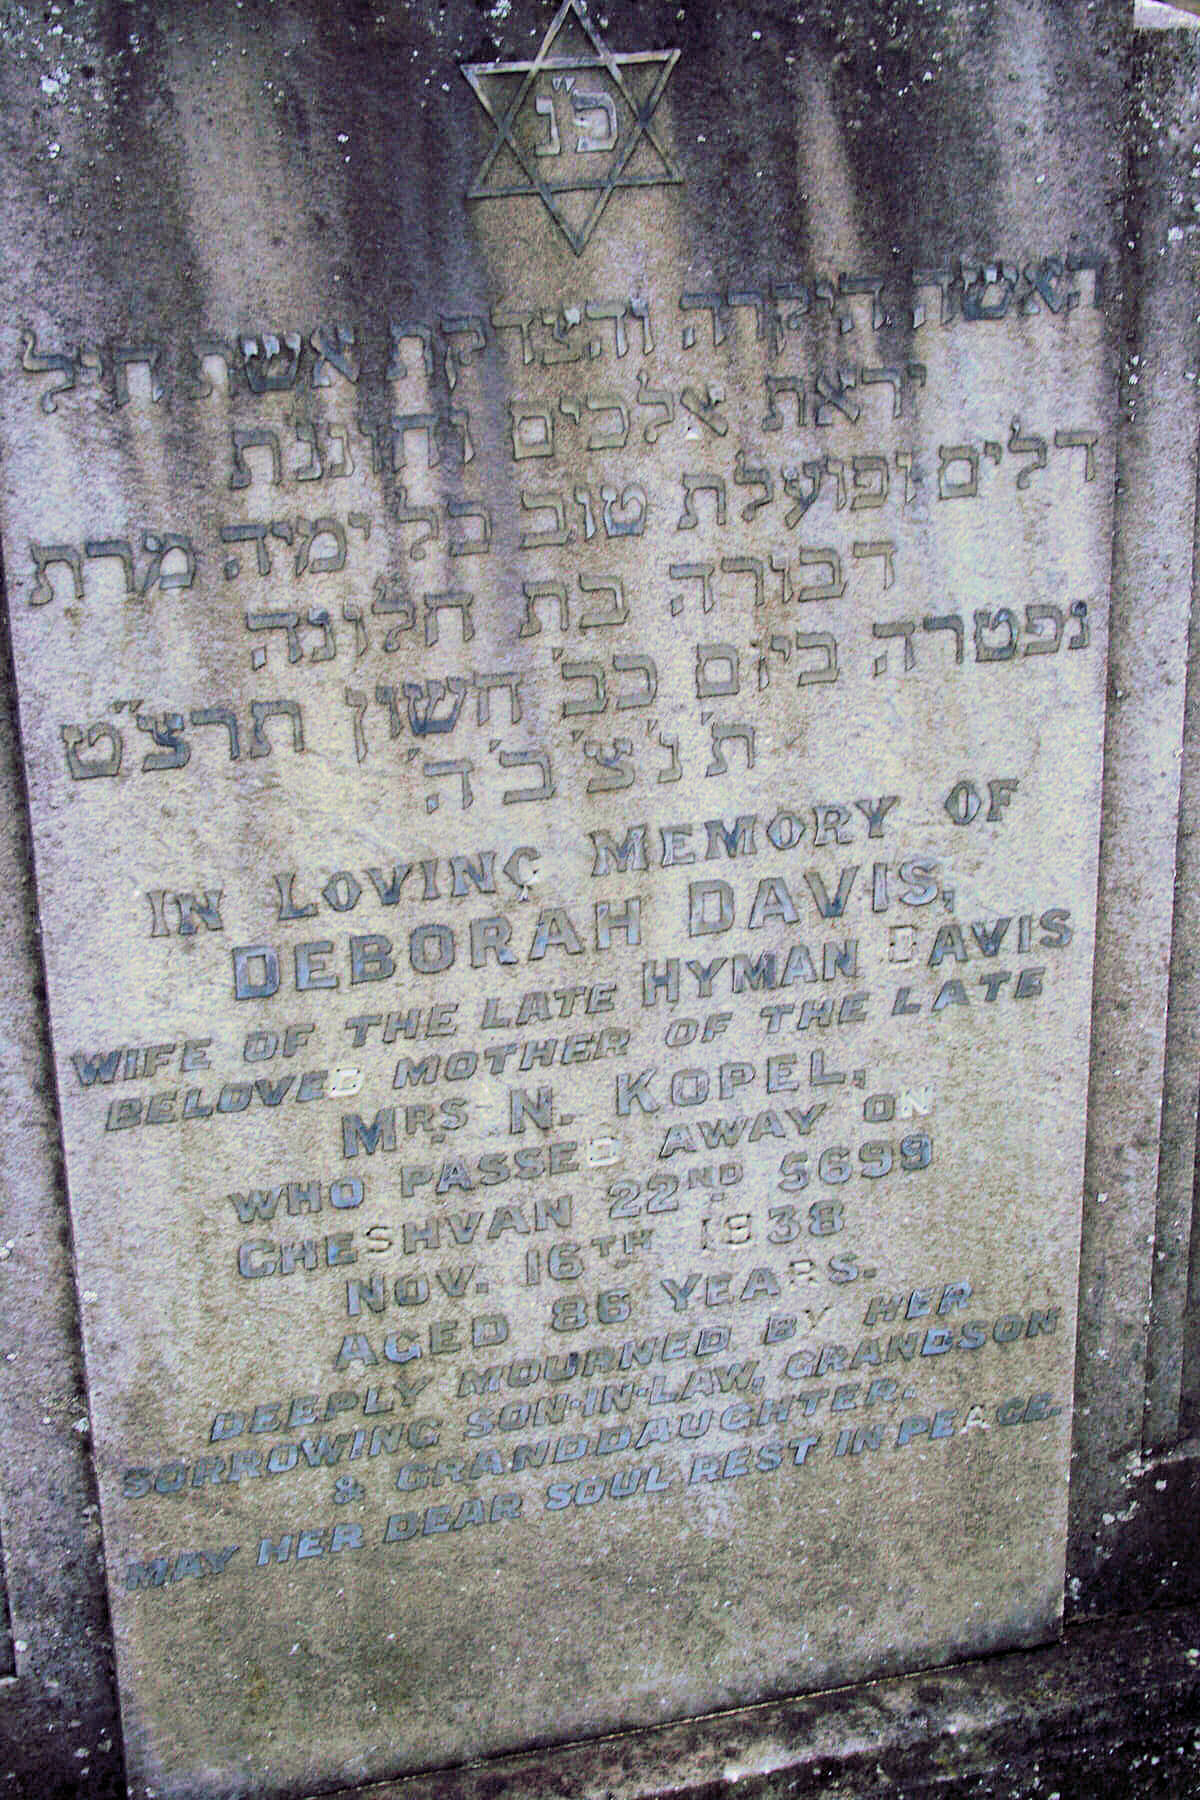 פ״נ
האשה היקרה והצדקת אשת חיל
יראת אלכים וחוננת
דלים ופועלת טוב כל ימיה מרת
דבורה בת חלוונה
נפטרה ביום כב׳ חשון תרצ״ט
ת׳נ׳צ׳ב׳ה׳
IN LOVING MEMORY OF
DEBORAH DAVIS,
WIFE OF THE LATE HYMAN DAVIS
BELOVED MOTHER OF THE LATE
MRS N. KOPEL,
WHO PASSED AWAY ON
CHESHVAN 22ND 5699
NOV. 16TH 1938
AGED 86 YEARS.
DEEPLY MOURNED BY HER
SORROWING SON-IN-LAW, GRANDSON
& GRANDDAUGHTER.
MAY HER DEAR SOUL REST IN PEACE.